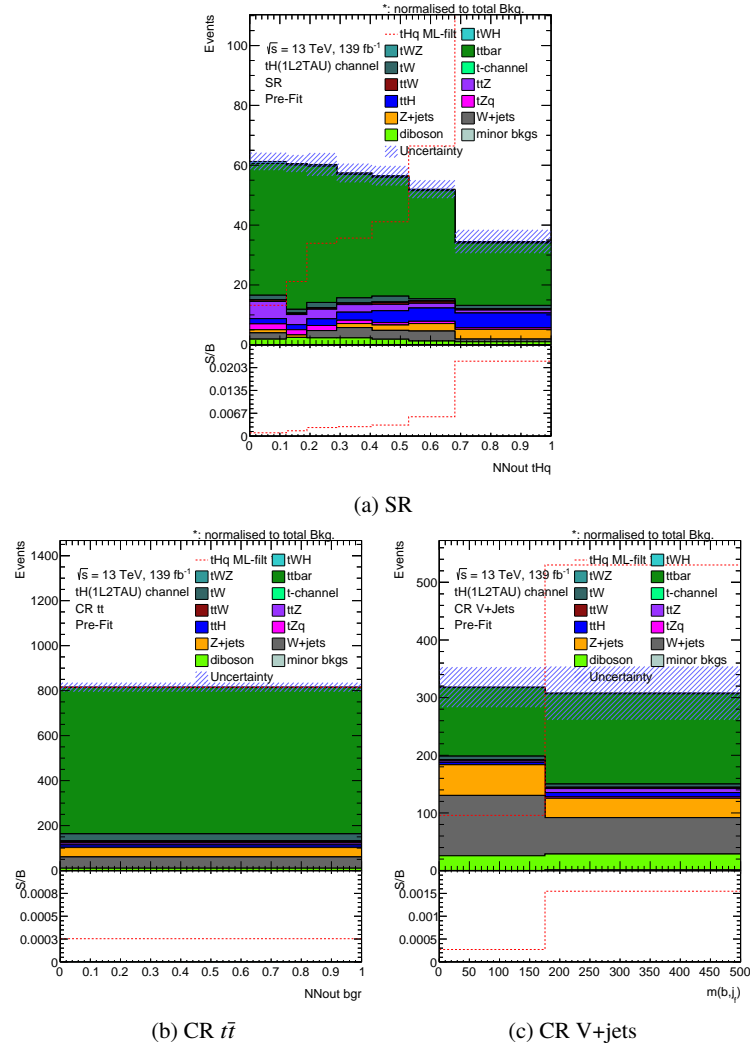 *: normalised to total Bkg.
Events
√s = 13 TeV, 139 fb-1
tH(1L2TAU) channel
SR
Pre-Fit
tHq ML-filt
tWH
tWZ
ttbar
tW
t-channel
ttW
ttZ
ttH
tZq
Z+jets
W+jets
diboson
minor bkgs
Uncertainty
100
80
60
40
20
0
S/B
0.0203
0.0135
0.0067
0
0 0.1 0.2 0.3 0.4 0.5 0.6 0.7 0.8 0.9 1
NNout tHq
(a) SR
*: normalised to total Bkg.
Events
√s = 13 TeV, 139 fb-1
tH(1L2TAU) channel
CR tt
Pre-Fit
tHq ML-filt
tWH
tWZ
ttbar
tW
t-channel
ttW
ttZ
ttH
tZq
Z+jets
W+jets
diboson
minor bkgs
Uncertainty
1400
1200
1000
800
600
400
200
0
S/B
0.0008
0.0005
0.0003
0
0 0.1 0.2 0.3 0.4 0.5 0.6 0.7 0.8 0.9 1
NNout bgr
(b) CR tt̄
*: normalised to total Bkg.
Events
√s = 13 TeV, 139 fb-1
tH(1L2TAU) channel
CR V+Jets
Pre-Fit
tHq ML-filt
tWH
tWZ
ttbar
tW
t-channel
ttW
ttZ
ttH
tZq
Z+jets
W+jets
diboson
minor bkgs
Uncertainty
500
400
300
200
100
0
S/B
0.0015
0.001
0.0005
0
0 50 100 150 200 250 300 350 400 450 500
m(b,jf)
(c) CR V+jets